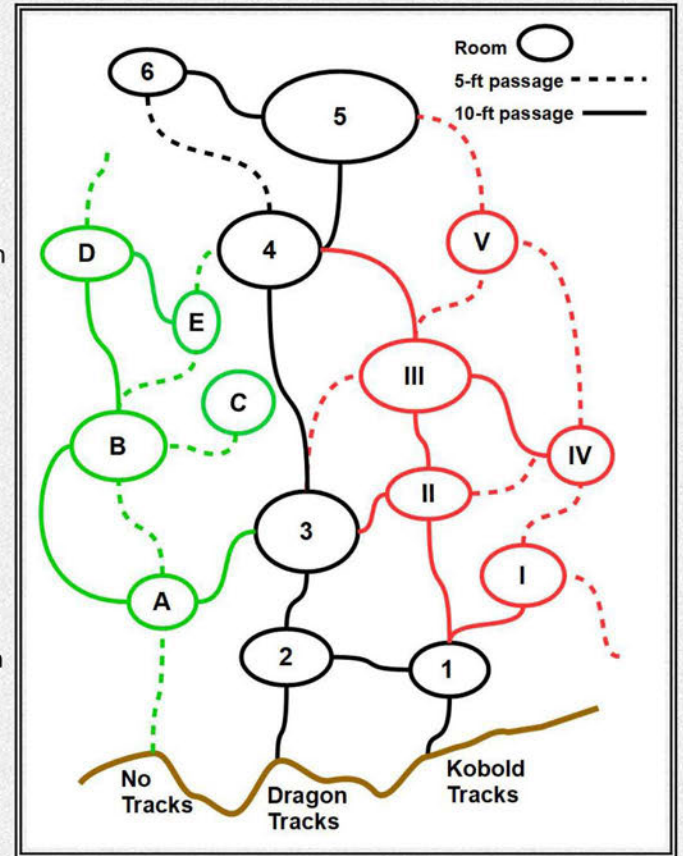 Room
5-ft passage
10-ft passage
6
5
D
4
V
E
III
C
B
IV
II
3
I
A
2
1
No
Tracks
Dragon
Tracks
Kobold
Tracks
n
n